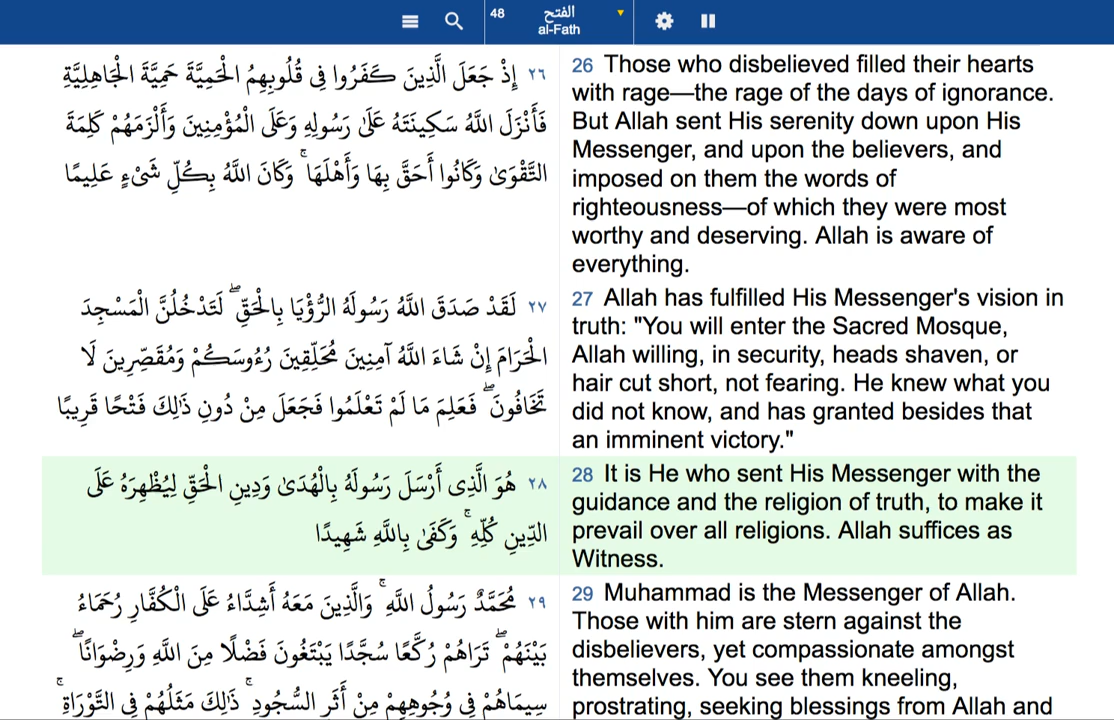 48
الفتح
al-Fath
٢٦ إِذْ جَعَلَ الَّذِينَ كَفَرُوا فِي قُلُوبِهِمُ الْحَمِيَّةَ حَمِيَّةَ الْجَاهِلِيَّةِ
فَأَنْزَلَ اللَّهُ سَكِينَتَهُ عَلَىٰ رَسُولِهِ وَعَلَى الْمُؤْمِنِينَ وَأَلْزَمَهُمْ كَلِمَةَ
التَّقْوَىٰ وَكَانُوا أَحَقَّ بِهَا وَأَهْلَهَا ۚ وَكَانَ اللَّهُ بِكُلِّ شَيْءٍ عَلِيمًا
26 Those who disbelieved filled their hearts
with rage—the rage of the days of ignorance.
But Allah sent His serenity down upon His
Messenger, and upon the believers, and
imposed on them the words of
righteousness—of which they were most
worthy and deserving. Allah is aware of
everything.
٢٧ لَقَدْ صَدَقَ اللَّهُ رَسُولَهُ الرُّؤْيَا بِالْحَقِّ ۖ لَتَدْخُلُنَّ الْمَسْجِدَ
الْحَرَامَ إِنْ شَاءَ اللَّهُ آمِنِينَ مُحَلِّقِينَ رُءُوسَكُمْ وَمُقَصِّرِينَ لَا
تَخَافُونَ ۖ فَعَلِمَ مَا لَمْ تَعْلَمُوا فَجَعَلَ مِنْ دُونِ ذَٰلِكَ فَتْحًا قَرِيبًا
27 Allah has fulfilled His Messenger's vision in
truth: "You will enter the Sacred Mosque,
Allah willing, in security, heads shaven, or
hair cut short, not fearing. He knew what you
did not know, and has granted besides that
an imminent victory."
٢٨ هُوَ الَّذِي أَرْسَلَ رَسُولَهُ بِالْهُدَىٰ وَدِينِ الْحَقِّ لِيُظْهِرَهُ عَلَى
الدِّينِ كُلِّهِ ۚ وَكَفَىٰ بِاللَّهِ شَهِيدًا
28 It is He who sent His Messenger with the
guidance and the religion of truth, to make it
prevail over all religions. Allah suffices as
Witness.
٢٩ مُحَمَّدٌ رَسُولُ اللَّهِ ۚ وَالَّذِينَ مَعَهُ أَشِدَّاءُ عَلَى الْكُفَّارِ رُحَمَاءُ
بَيْنَهُمْ ۖ تَرَاهُمْ رُكَّعًا سُجَّدًا يَبْتَغُونَ فَضْلًا مِنَ اللَّهِ وَرِضْوَانًا ۖ
سِيمَاهُمْ فِي وُجُوهِهِمْ مِنْ أَثَرِ السُّجُودِ ۚ ذَٰلِكَ مَثَلُهُمْ فِي التَّوْرَاةِ ۚ
29 Muhammad is the Messenger of Allah.
Those with him are stern against the
disbelievers, yet compassionate amongst
themselves. You see them kneeling,
prostrating, seeking blessings from Allah and